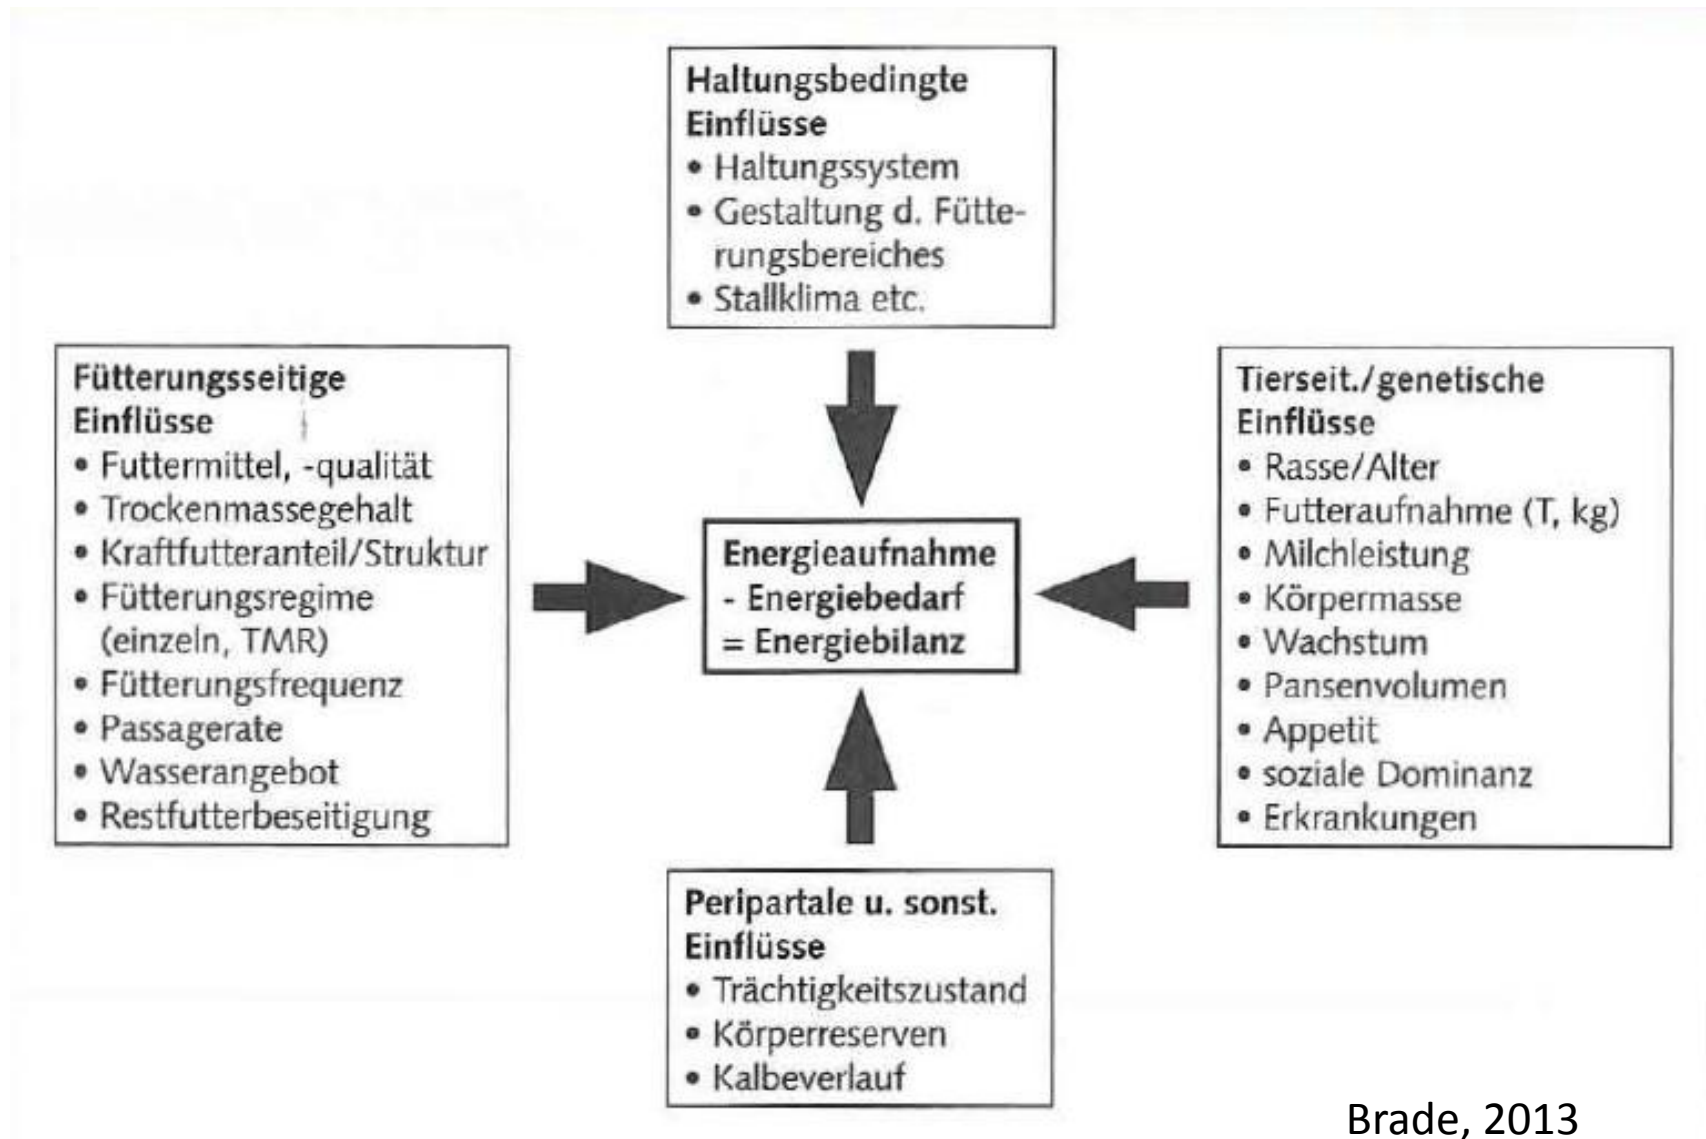 Haltungsbedingte
Einflüsse
• Haltungssystem
• Gestaltung d. Fütte-
rungsbereiches
• Stallklima etc.
Fütterungsseitige
Einflüsse
• Futtermittel, -qualität
• Trockenmassegehalt
• Kraftfutteranteil/Struktur
• Fütterungsregime
(einzeln, TMR)
• Fütterungsfrequenz
• Passagerate
• Wasserangebot
• Restfutterbeseitigung
Energieaufnahme
- Energiebedarf
= Energiebilanz
Tierseit./genetische
Einflüsse
• Rasse/Alter
• Futteraufnahme (T, kg)
• Milchleistung
• Körpermasse
• Wachstum
• Pansenvolumen
• Appetit
• soziale Dominanz
• Erkrankungen
Peripartale u. sonst.
Einflüsse
• Trächtigkeitszustand
• Körperreserven
• Kalbeverlauf
Brade, 2013